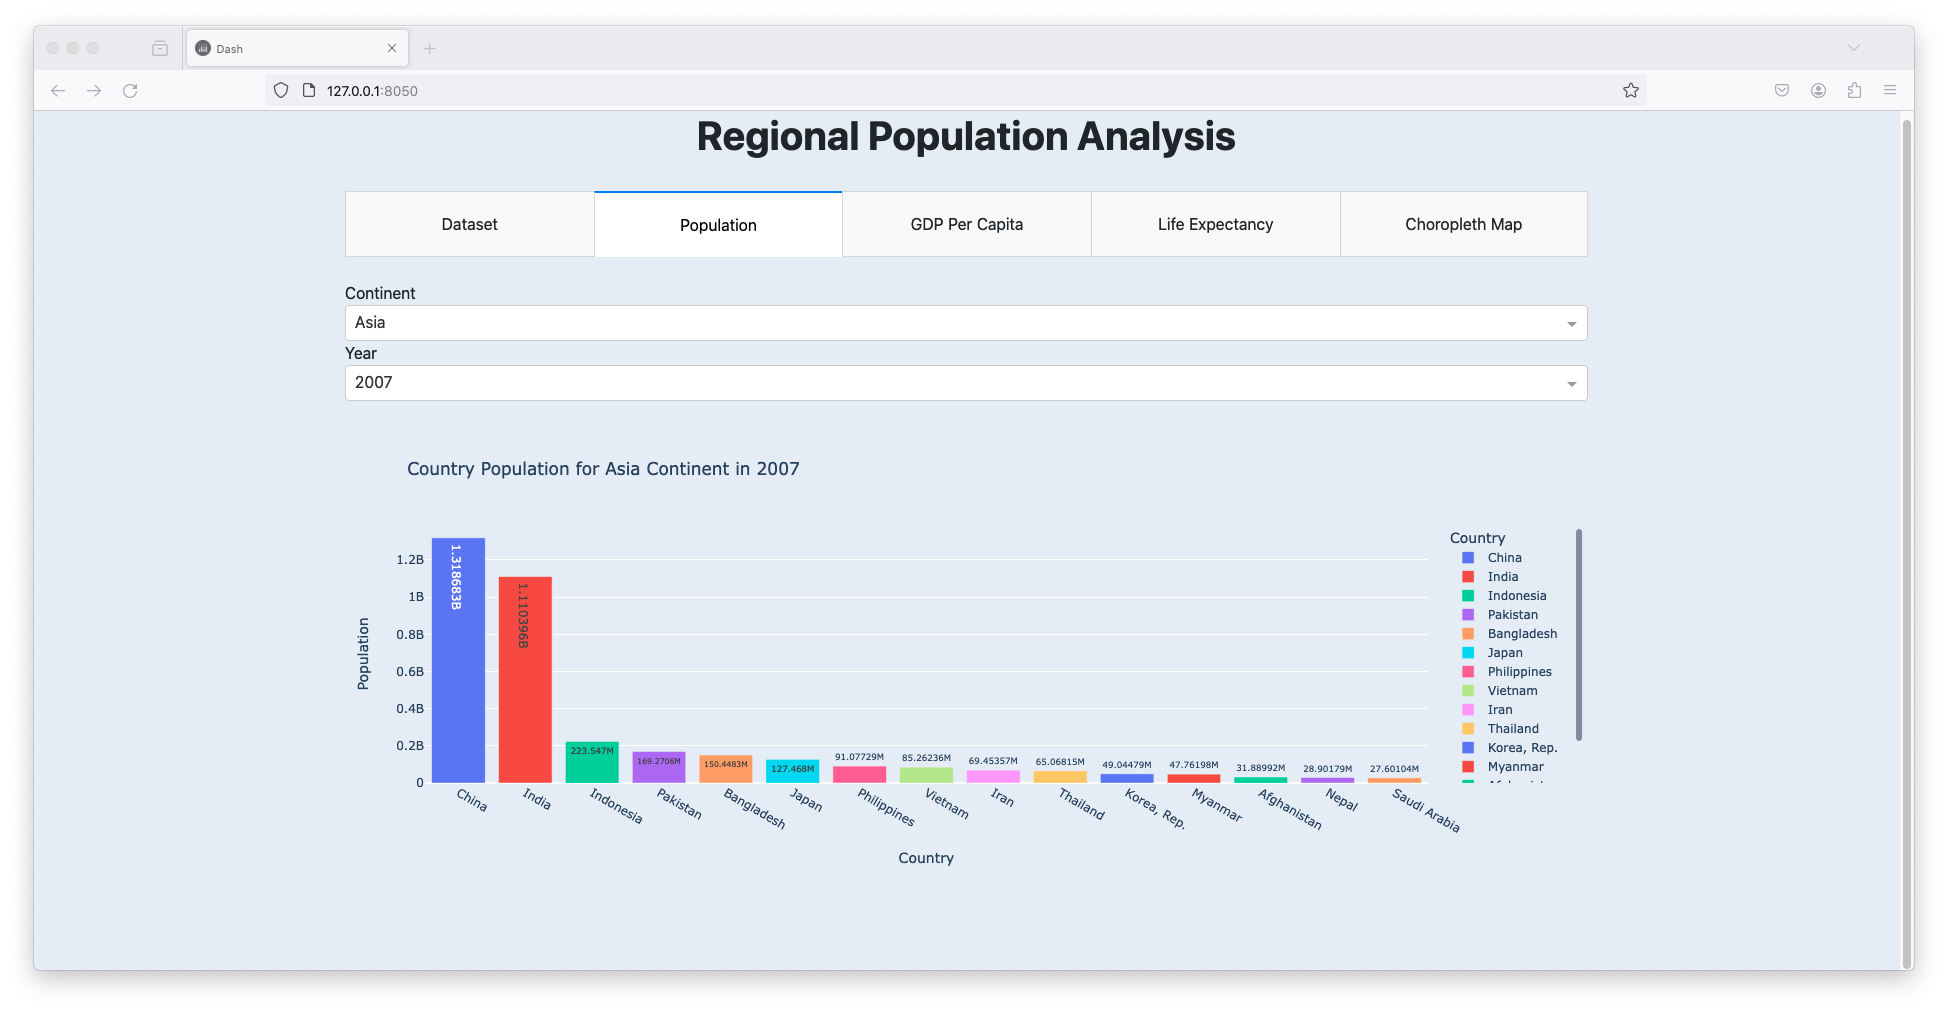 Dash
127.0.0.1:8050
Regional Population Analysis
Dataset
Population
GDP Per Capita
Life Expectancy
Choropleth Map
Continent
Asia
Year
2007
Country Population for Asia Continent in 2007
Population
1.2B
1B
0.8B
0.6B
0.4B
0.2B
0
1.318683B
1.110396B
223.547M
169.2706M
150.4483M
127.468M
91.07729M
85.26236M
69.45357M
65.06815M
49.04479M
47.76198M
31.88992M
28.90179M
27.60104M
China
India
Indonesia
Pakistan
Bangladesh
Japan
Philippines
Vietnam
Iran
Thailand
Korea, Rep.
Myanmar
Afghanistan
Nepal
Saudi Arabia
Country
Country
China
India
Indonesia
Pakistan
Bangladesh
Japan
Philippines
Vietnam
Iran
Thailand
Korea, Rep.
Myanmar